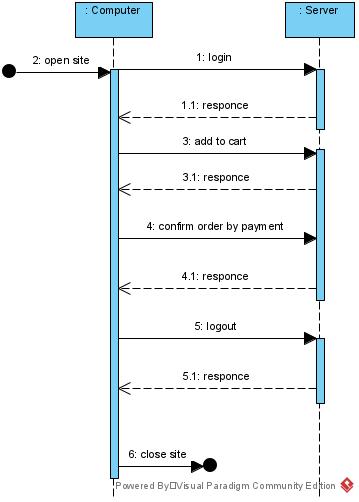 : Computer
: Server
2: open site
1: login
1.1: responce
3: add to cart
3.1: responce
4: confirm order by payment
4.1: responce
5: logout
5.1: responce
6: close site
Powered By Visual Paradigm Community Edition